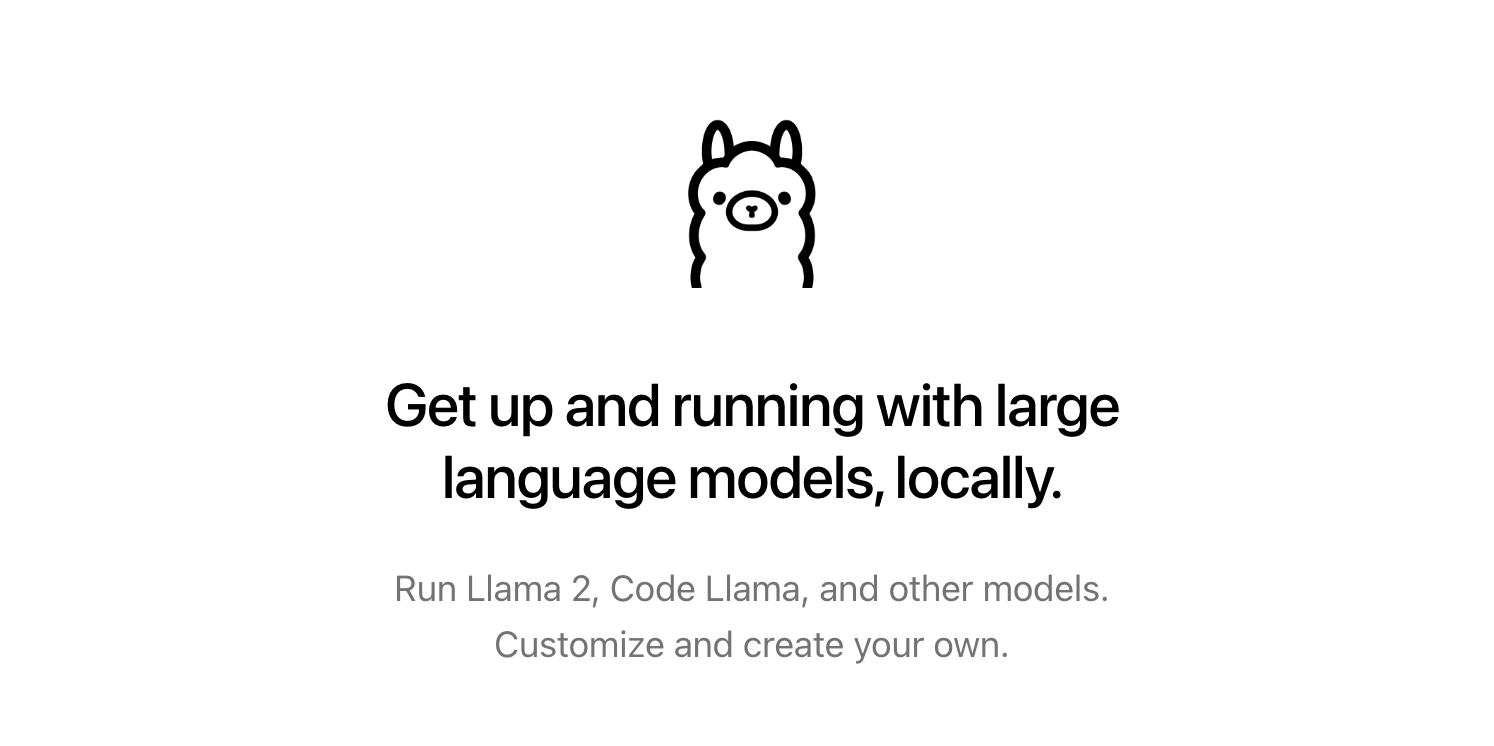 Get up and running with large
language models, locally.
Run Llama 2, Code Llama, and other models.
Customize and create your own.